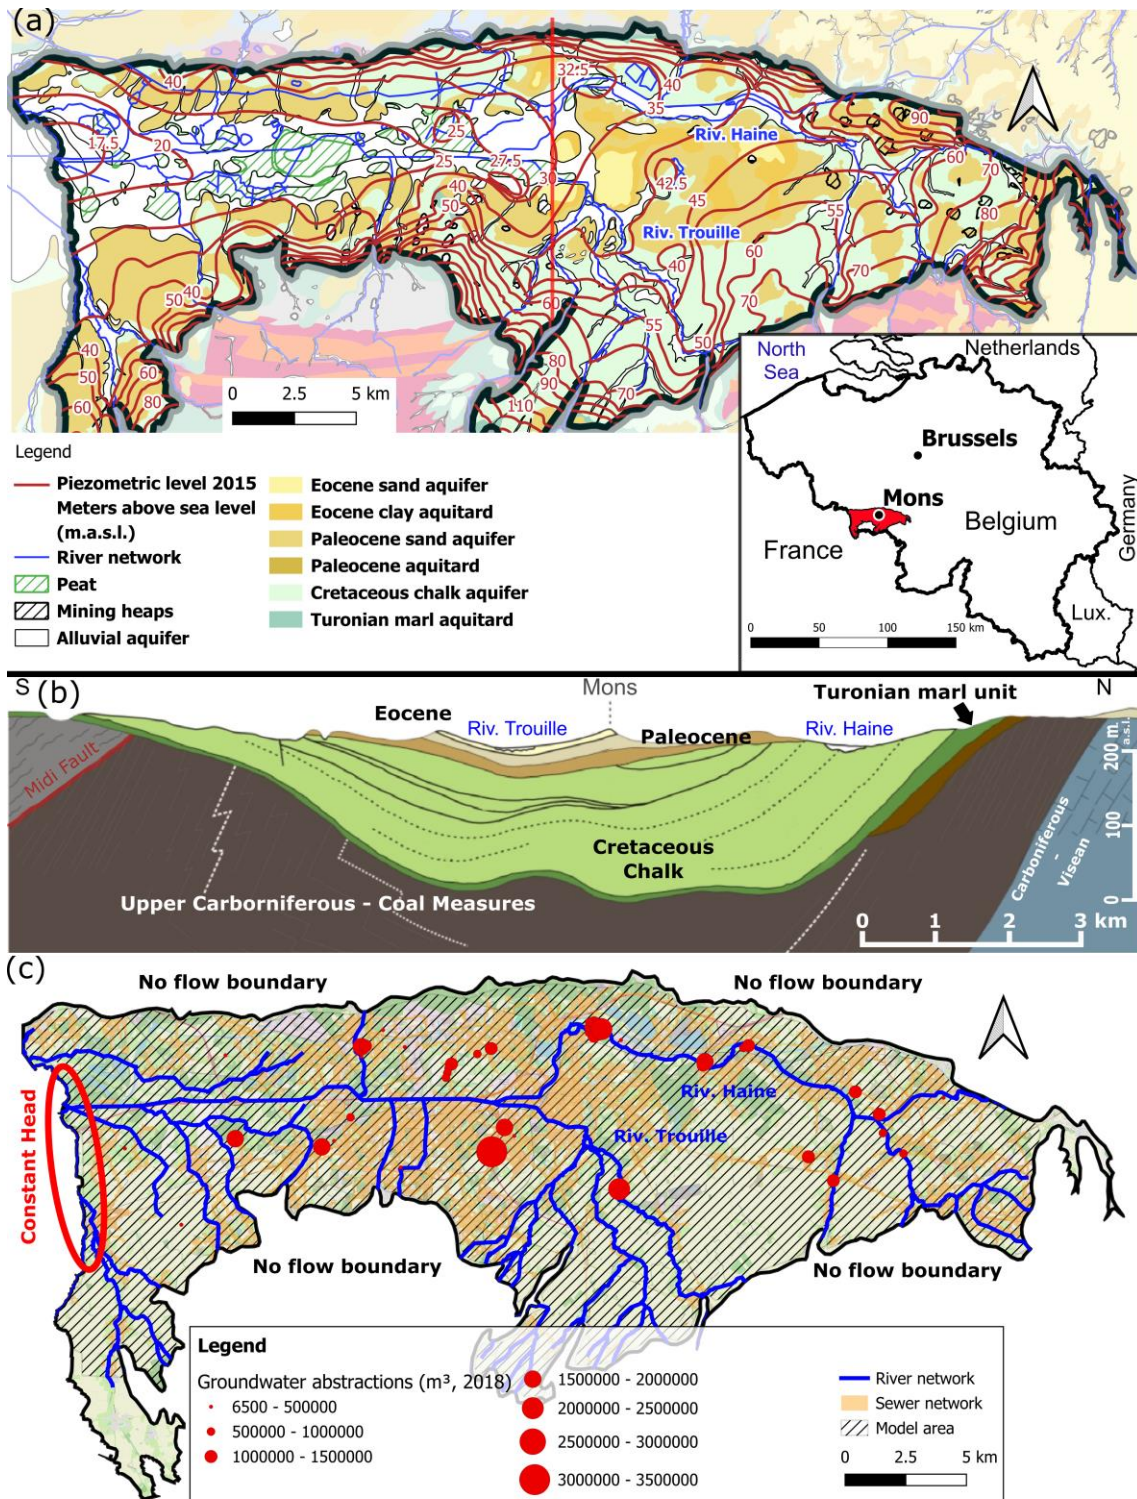 (a)
40
32.5
40
35
90
Riv. Haine
17.5
20
25
25
27.5
30
40
50
42.5
45
60
70
80
55
Riv. Trouille
60
40
70
70
50
40
60
55
50
40
50
60
60
80
80
90
110
70
0 2.5 5 km
North
Sea
Netherlands
Brussels
Mons
Belgium
Germany
France
Lux.
0 50 100 150 km
Legend
Piezometric level 2015
Meters above sea level
(m.a.s.l.)
River network
Peat
Mining heaps
Alluvial aquifer
Eocene sand aquifer
Eocene clay aquitard
Paleocene sand aquifer
Paleocene aquitard
Cretaceous chalk aquifer
Turonian marl aquitard
S (b)
Mons
Turonian marl unit
N
Eocene
Riv. Trouille
Paleocene
Riv. Haine
Midi Fault
200 m.
a.s.l.
100
0
Cretaceous
Chalk
Carboniferous
- Visean
Upper Carborniferous - Coal Measures
0 1 2 3 km
(c)
No flow boundary
No flow boundary
Constant Head
Riv. Haine
Riv. Trouille
No flow boundary
No flow boundary
Legend
Groundwater abstractions (m³, 2018)
6500 - 500000
500000 - 1000000
1000000 - 1500000
1500000 - 2000000
2000000 - 2500000
2500000 - 3000000
3000000 - 3500000
River network
Sewer network
Model area
0 2.5 5 km